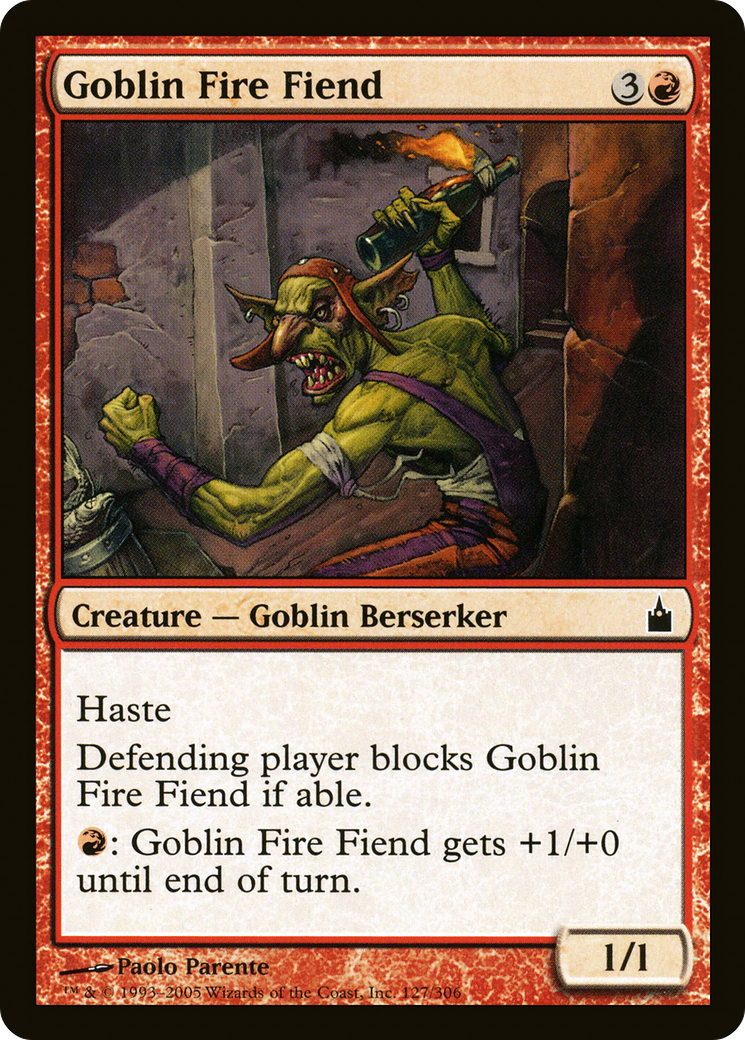 Goblin Fire Fiend
3
Creature — Goblin Berserker
Haste
Defending player blocks Goblin
Fire Fiend if able.
: Goblin Fire Fiend gets +1/+0
until end of turn.
1/1
Paolo Parente
™ & © 1993–2005 Wizards of the Coast, Inc. 127/306